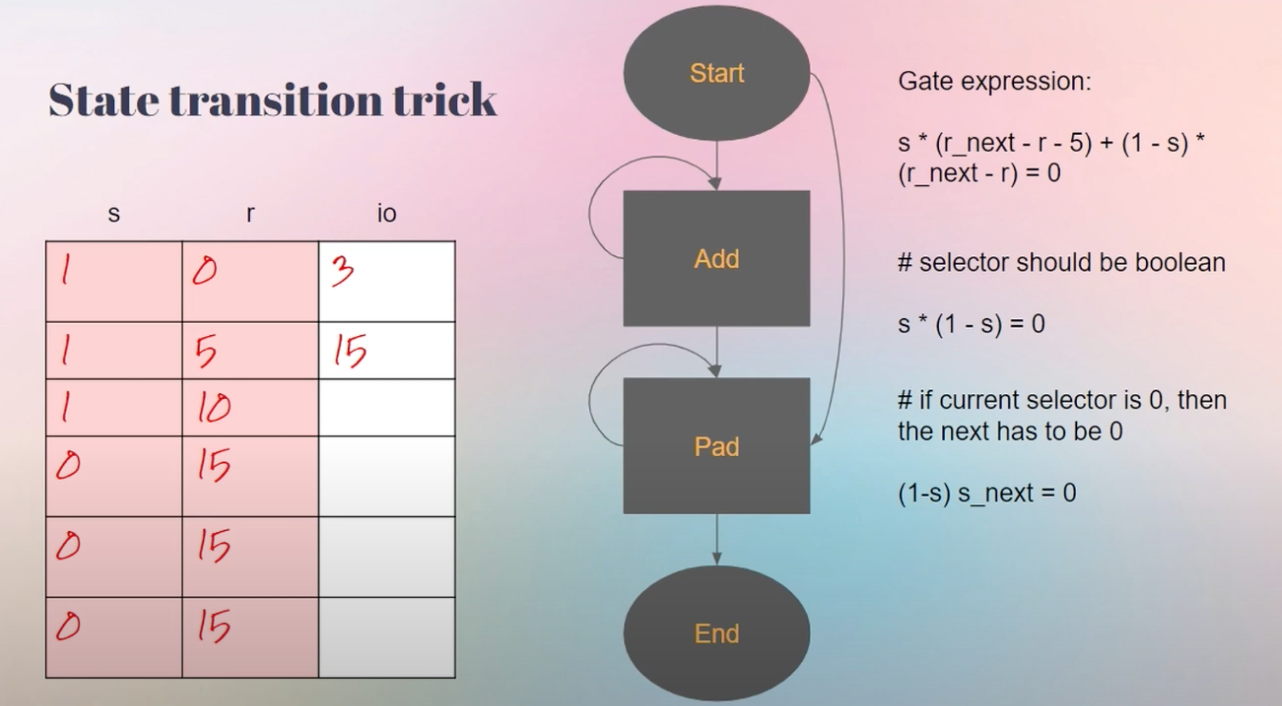 State transition trick
s r io
1 0 3
1 5 15
1 10
0 15
0 15
0 15
Start
Add
Pad
End
Gate expression:
s * (r_next - r - 5) + (1 - s) *
(r_next - r) = 0
# selector should be boolean
s * (1 - s) = 0
# if current selector is 0, then
the next has to be 0
(1-s) s_next = 0